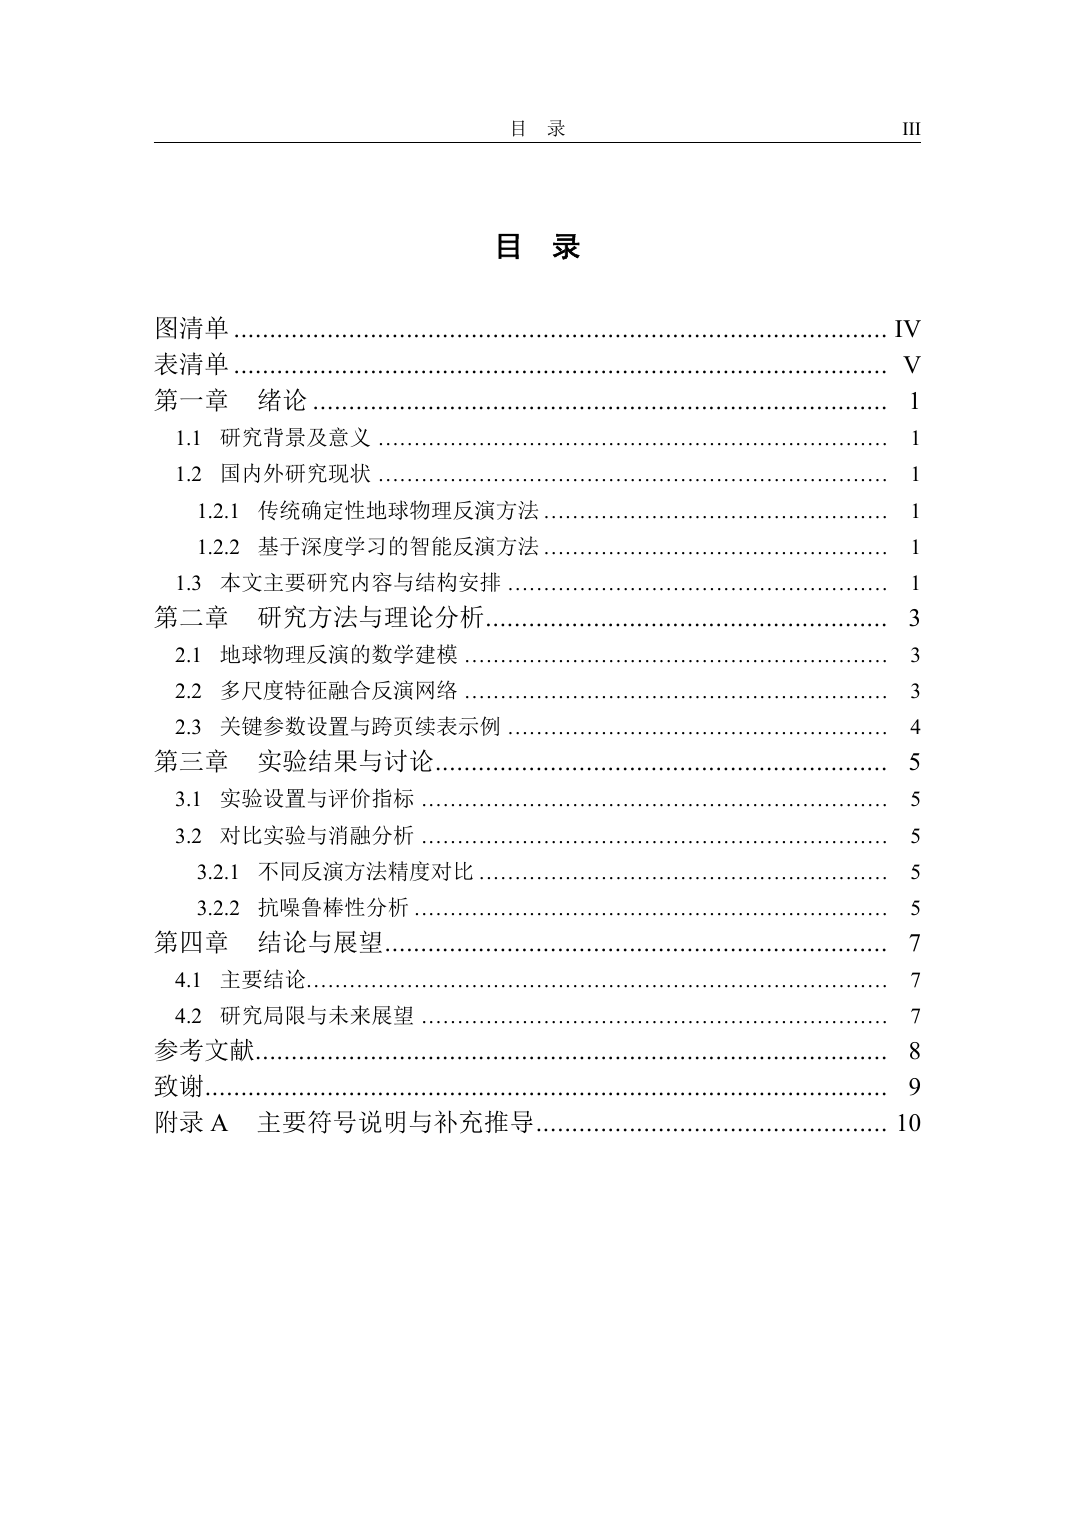 目 录 III
目 录
图清单 IV
表清单 V
第一章 绪论 1
1.1 研究背景及意义 1
1.2 国内外研究现状 1
1.2.1 传统确定性地球物理反演方法 1
1.2.2 基于深度学习的智能反演方法 1
1.3 本文主要研究内容与结构安排 1
第二章 研究方法与理论分析 3
2.1 地球物理反演的数学建模 3
2.2 多尺度特征融合反演网络 3
2.3 关键参数设置与跨页续表示例 4
第三章 实验结果与讨论 5
3.1 实验设置与评价指标 5
3.2 对比实验与消融分析 5
3.2.1 不同反演方法精度对比 5
3.2.2 抗噪鲁棒性分析 5
第四章 结论与展望 7
4.1 主要结论 7
4.2 研究局限与未来展望 7
参考文献 8
致谢 9
附录 A 主要符号说明与补充推导 10